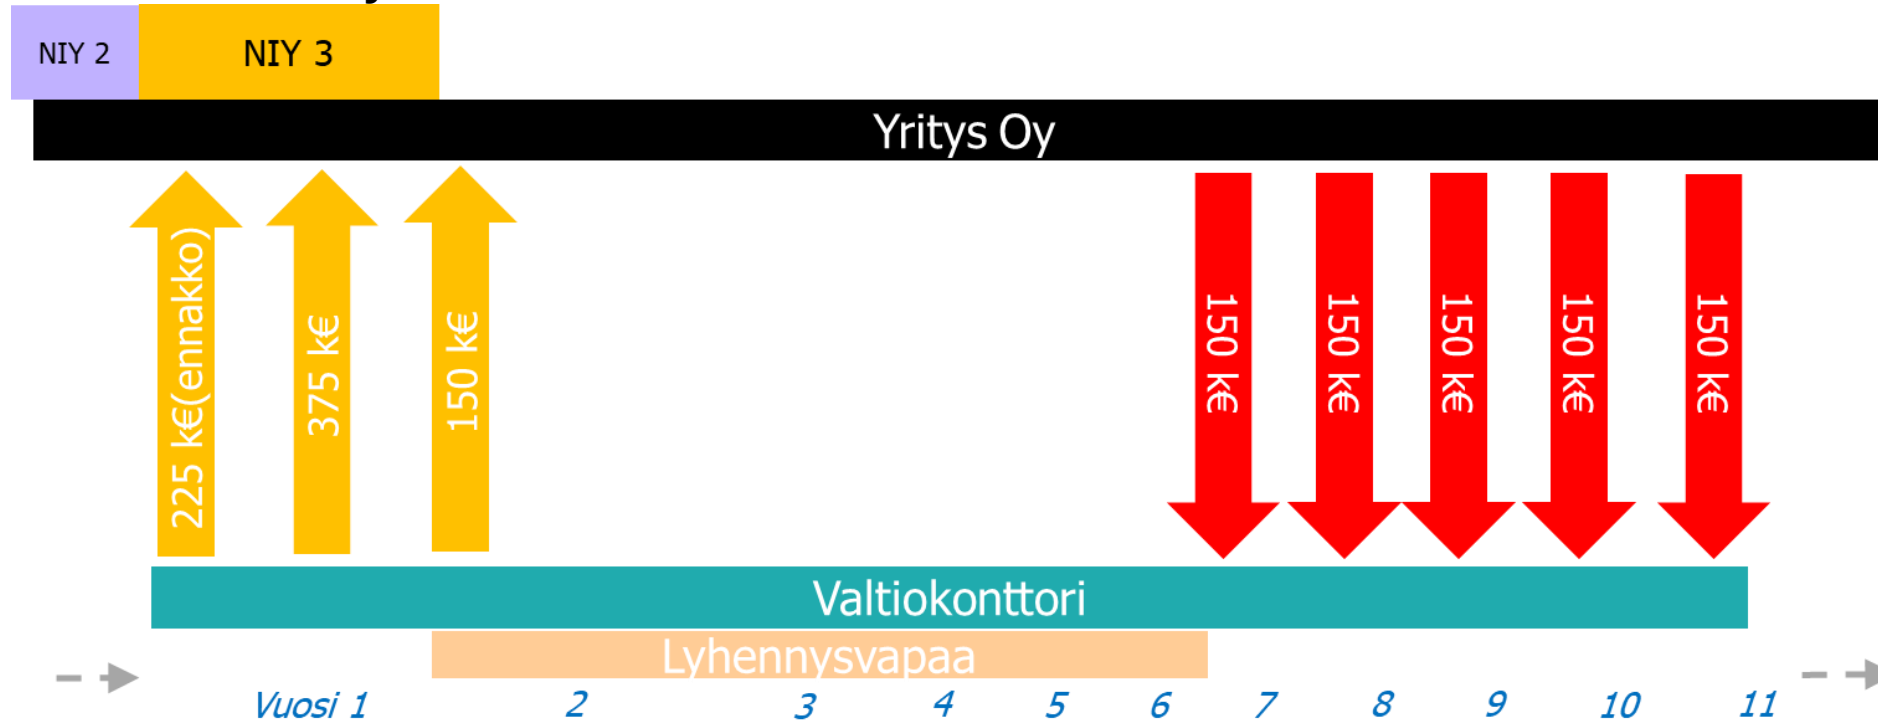 NIY 2
NIY 3
Yritys Oy
225 k€(ennakko)
375 k€
150 k€
150 k€
150 k€
150 k€
150 k€
150 k€
Valtiokonttori
Lyhennysvapaa
Vuosi 1 2 3 4 5 6 7 8 9 10 11